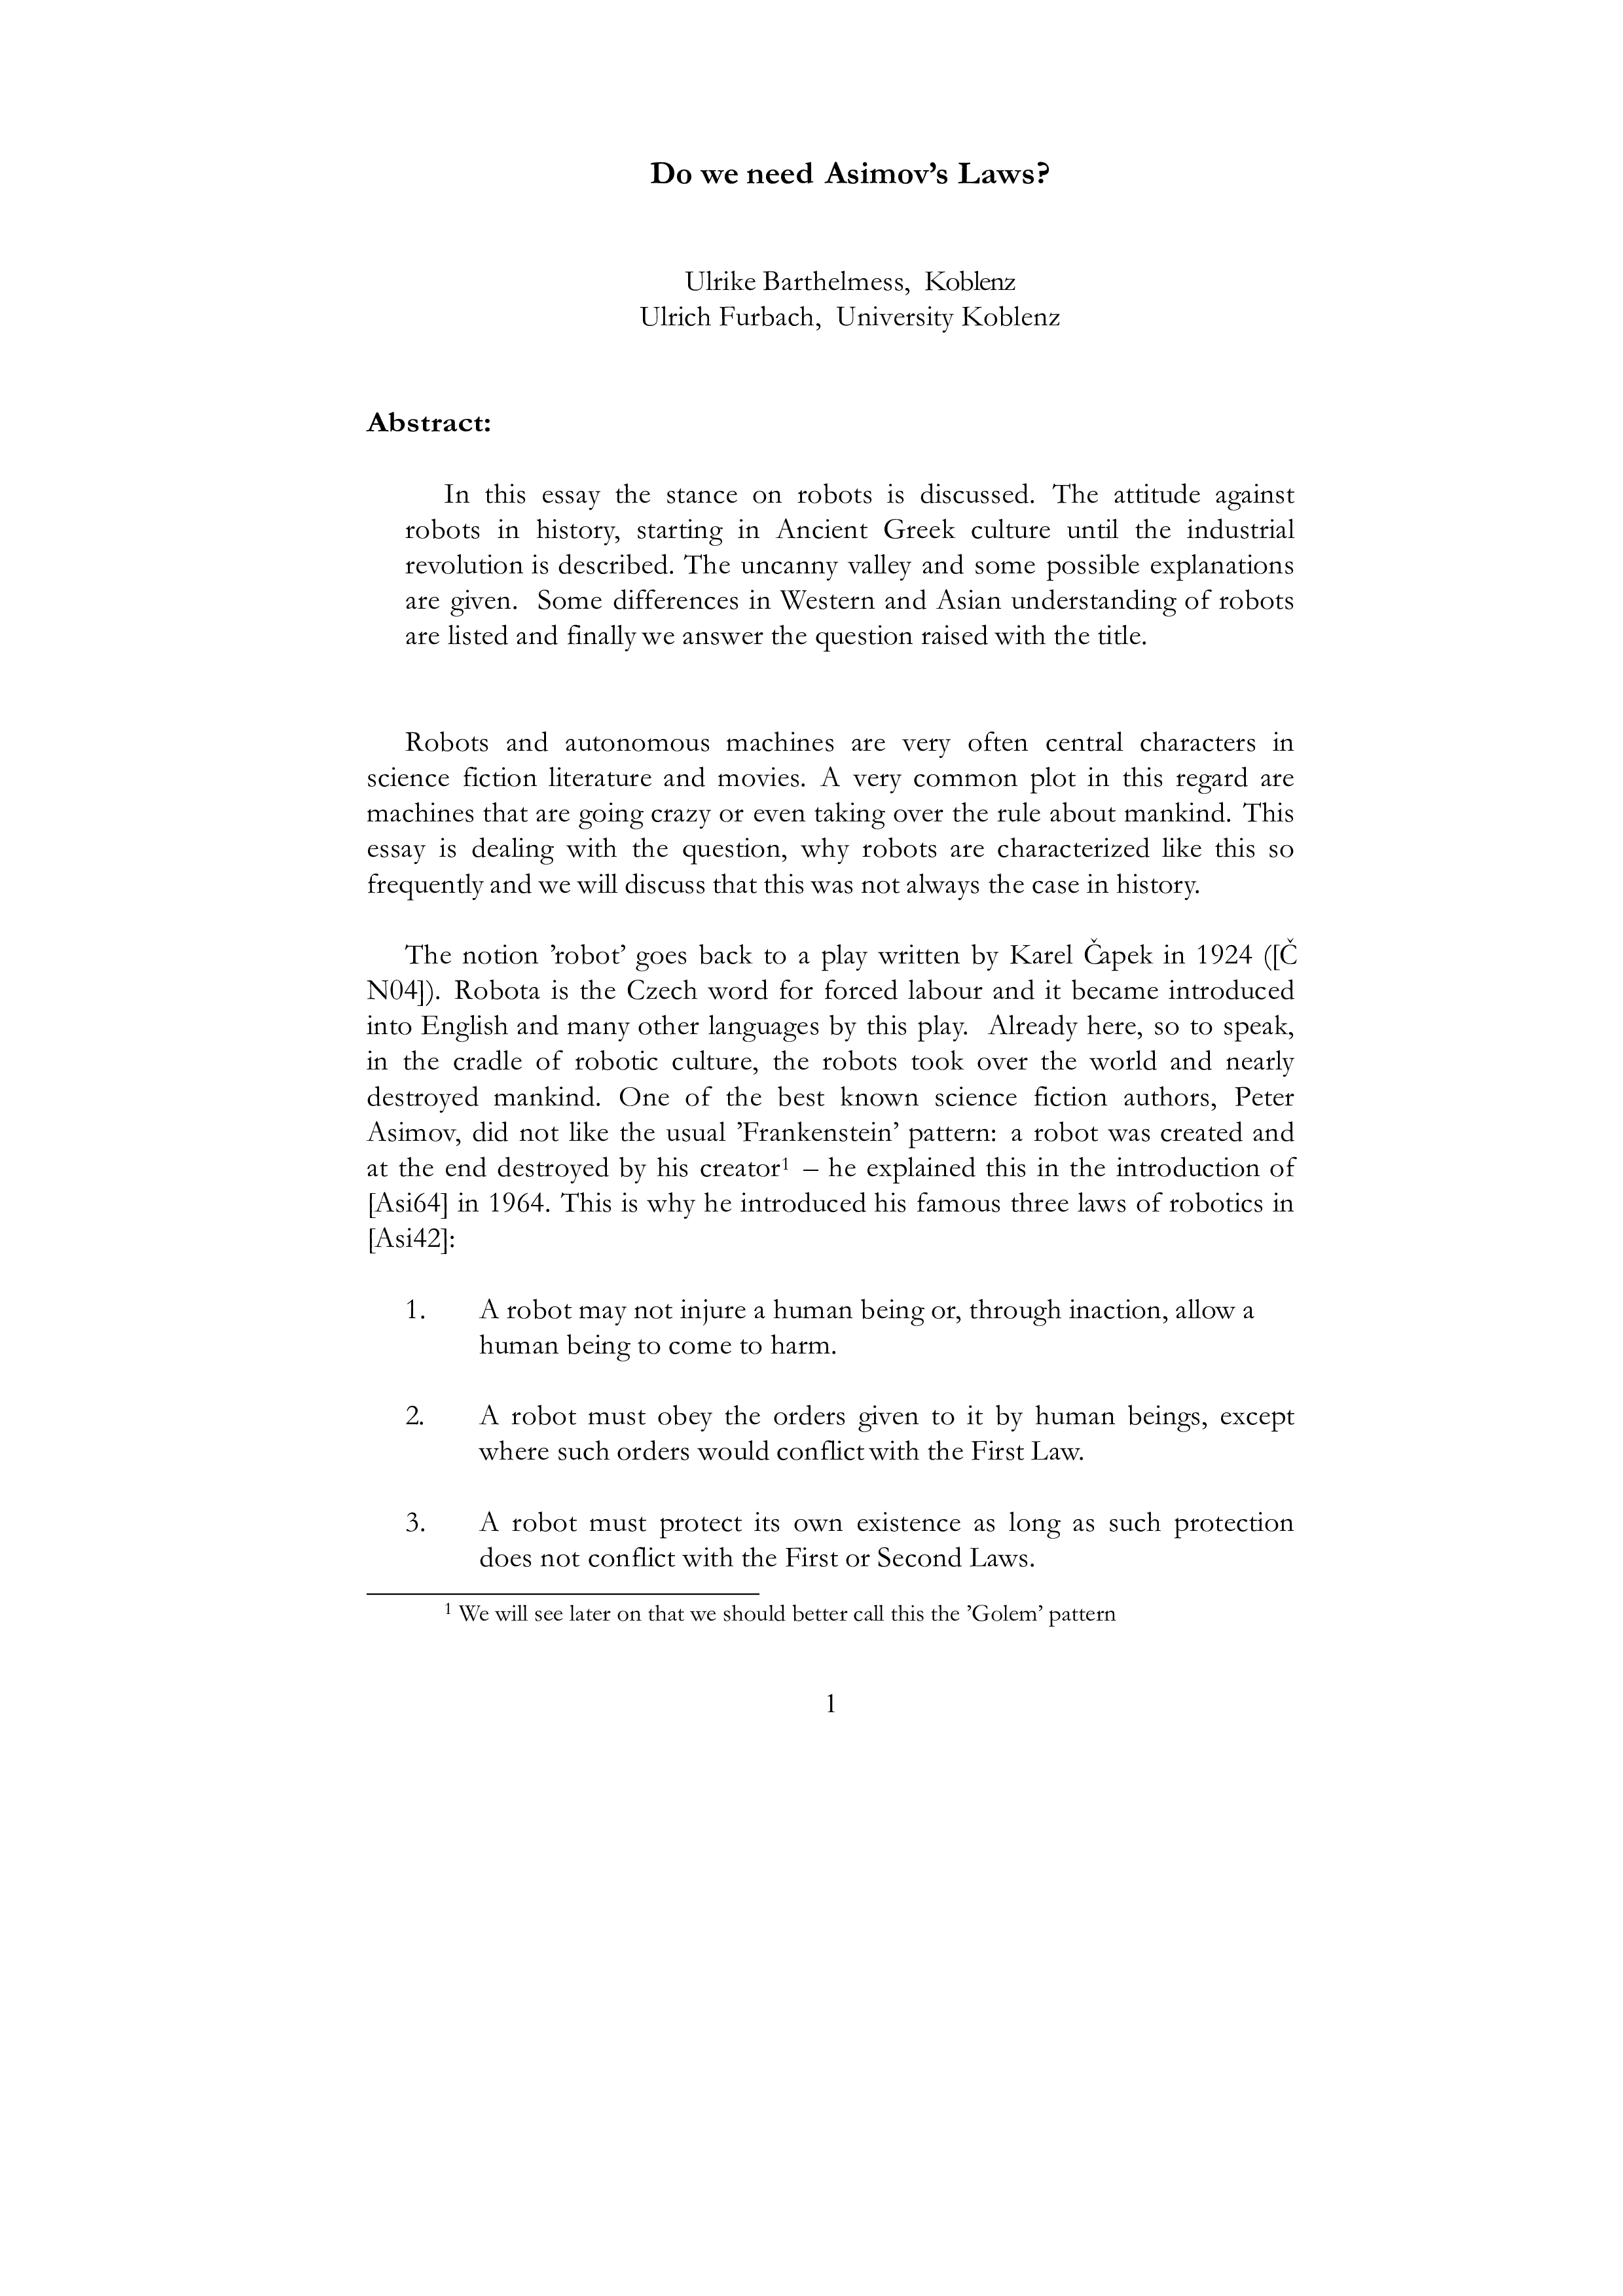 Do we need Asimov’s Laws?
Ulrike Barthelmess, Koblenz
Ulrich Furbach, University Koblenz
Abstract:
In this essay the stance on robots is discussed. The attitude against
robots in history, starting in Ancient Greek culture until the industrial
revolution is described. The uncanny valley and some possible explanations
are given. Some differences in Western and Asian understanding of robots
are listed and finally we answer the question raised with the title.
Robots and autonomous machines are very often central characters in
science fiction literature and movies. A very common plot in this regard are
machines that are going crazy or even taking over the rule about mankind. This
essay is dealing with the question, why robots are characterized like this so
frequently and we will discuss that this was not always the case in history.
The notion ’robot’ goes back to a play written by Karel Čapek in 1924 ([Č
N04]). Robota is the Czech word for forced labour and it became introduced
into English and many other languages by this play. Already here, so to speak,
in the cradle of robotic culture, the robots took over the world and nearly
destroyed mankind. One of the best known science fiction authors, Peter
Asimov, did not like the usual ’Frankenstein’ pattern: a robot was created and
at the end destroyed by his creator¹ – he explained this in the introduction of
[Asi64] in 1964. This is why he introduced his famous three laws of robotics in
[Asi42]:
1. A robot may not injure a human being or, through inaction, allow a
human being to come to harm.
2. A robot must obey the orders given to it by human beings, except
where such orders would conflict with the First Law.
3. A robot must protect its own existence as long as such protection
does not conflict with the First or Second Laws.
¹ We will see later on that we should better call this the ’Golem’ pattern
1